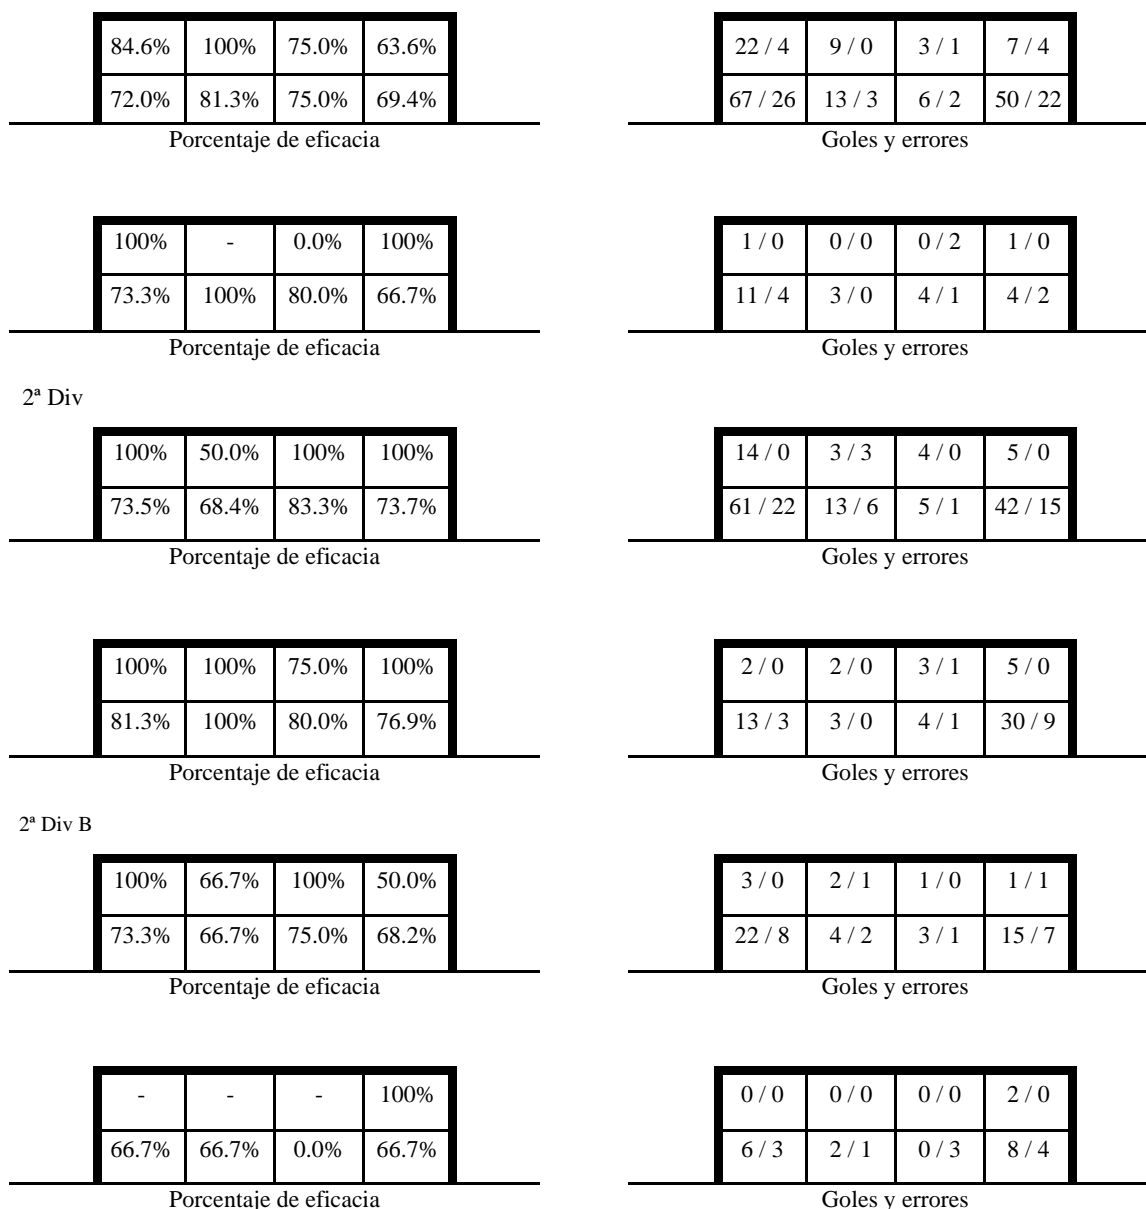 84.6% 100% 75.0% 63.6% 22 / 4 9 / 0 3 / 1 7 / 4
72.0% 81.3% 75.0% 69.4% 67 / 26 13 / 3 6 / 2 50 / 22
Porcentaje de eficacia Goles y errores
100% - 0.0% 100% 1 / 0 0 / 0 0 / 2 1 / 0
73.3% 100% 80.0% 66.7% 11 / 4 3 / 0 4 / 1 4 / 2
Porcentaje de eficacia Goles y errores
2ª Div
100% 50.0% 100% 100% 14 / 0 3 / 3 4 / 0 5 / 0
73.5% 68.4% 83.3% 73.7% 61 / 22 13 / 6 5 / 1 42 / 15
Porcentaje de eficacia Goles y errores
100% 100% 75.0% 100% 2 / 0 2 / 0 3 / 1 5 / 0
81.3% 100% 80.0% 76.9% 13 / 3 3 / 0 4 / 1 30 / 9
Porcentaje de eficacia Goles y errores
2ª Div B
100% 66.7% 100% 50.0% 3 / 0 2 / 1 1 / 0 1 / 1
73.3% 66.7% 75.0% 68.2% 22 / 8 4 / 2 3 / 1 15 / 7
Porcentaje de eficacia Goles y errores
- - - 100% 0 / 0 0 / 0 0 / 0 2 / 0
66.7% 66.7% 0.0% 66.7% 6 / 3 2 / 1 0 / 3 8 / 4
Porcentaje de eficacia Goles y errores